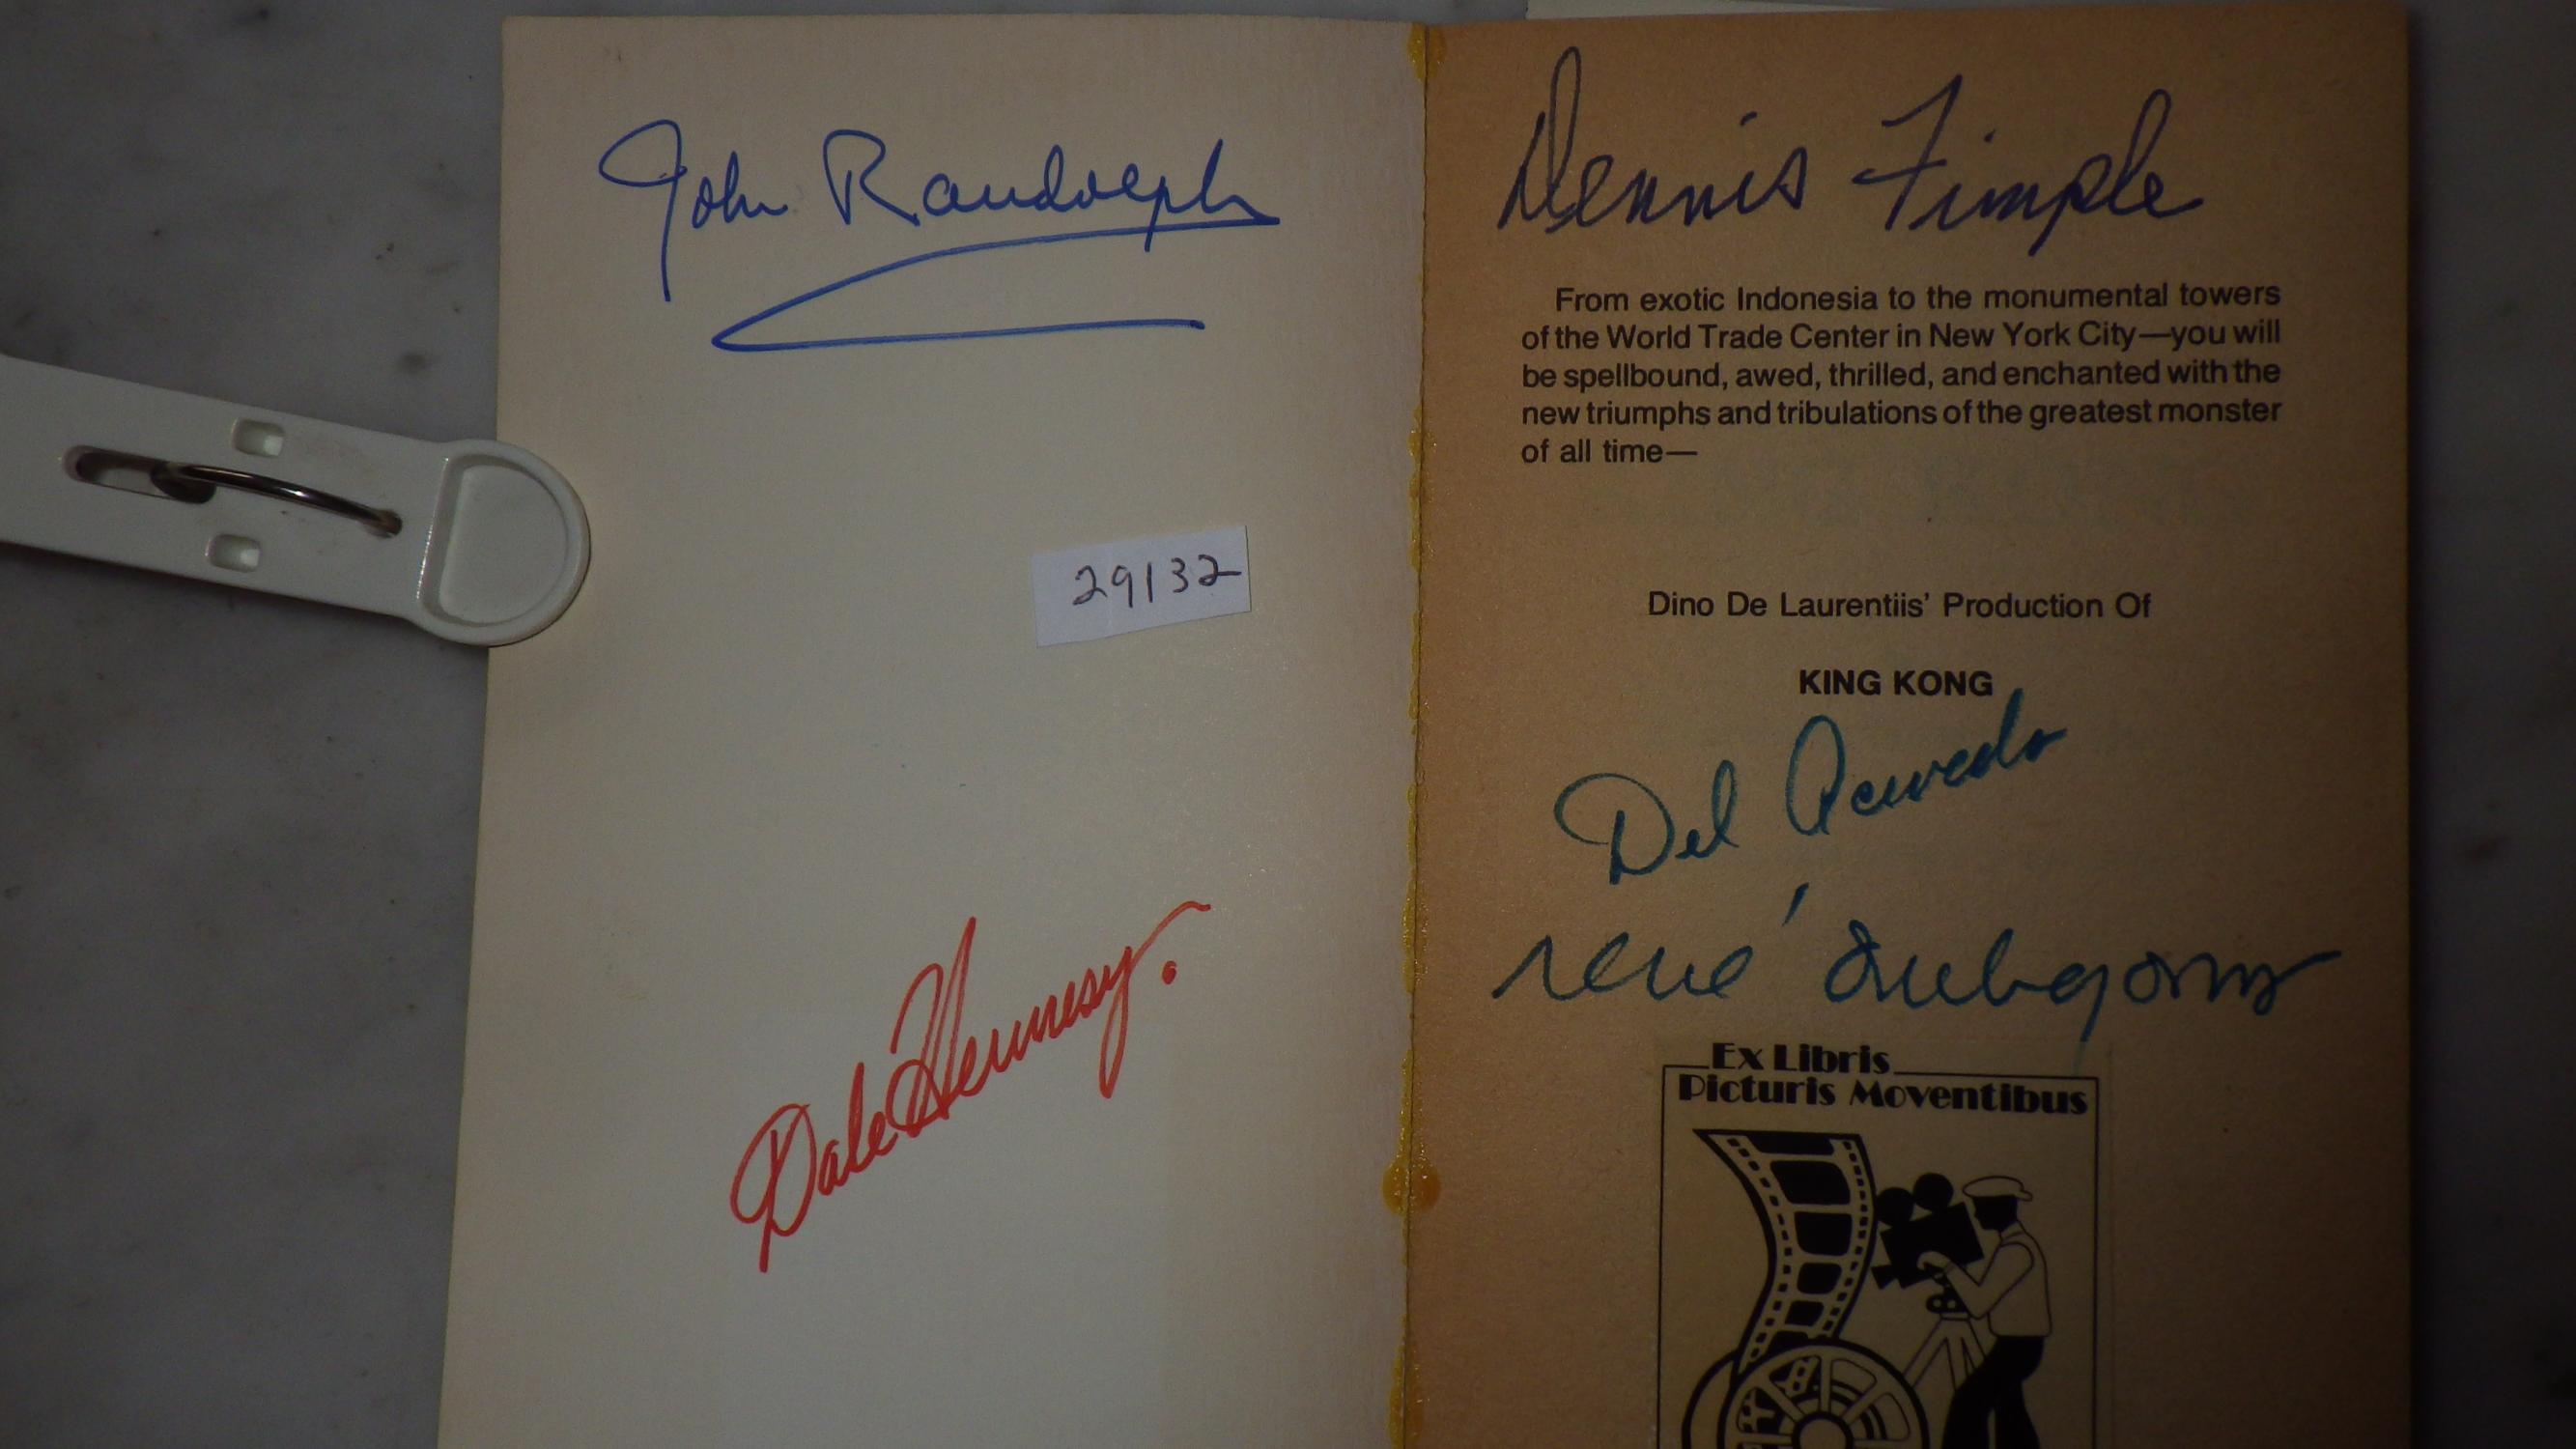 John Randolph
29132
Dale Hennesy.
Dennis Fimple
From exotic Indonesia to the monumental towers
of the World Trade Center in New York City—you will
be spellbound, awed, thrilled, and enchanted with the
new triumphs and tribulations of the greatest monster
of all time—
Dino De Laurentiis' Production Of
KING KONG
Del Acevedo
rené
Ex Libris
Picturis Moventibus